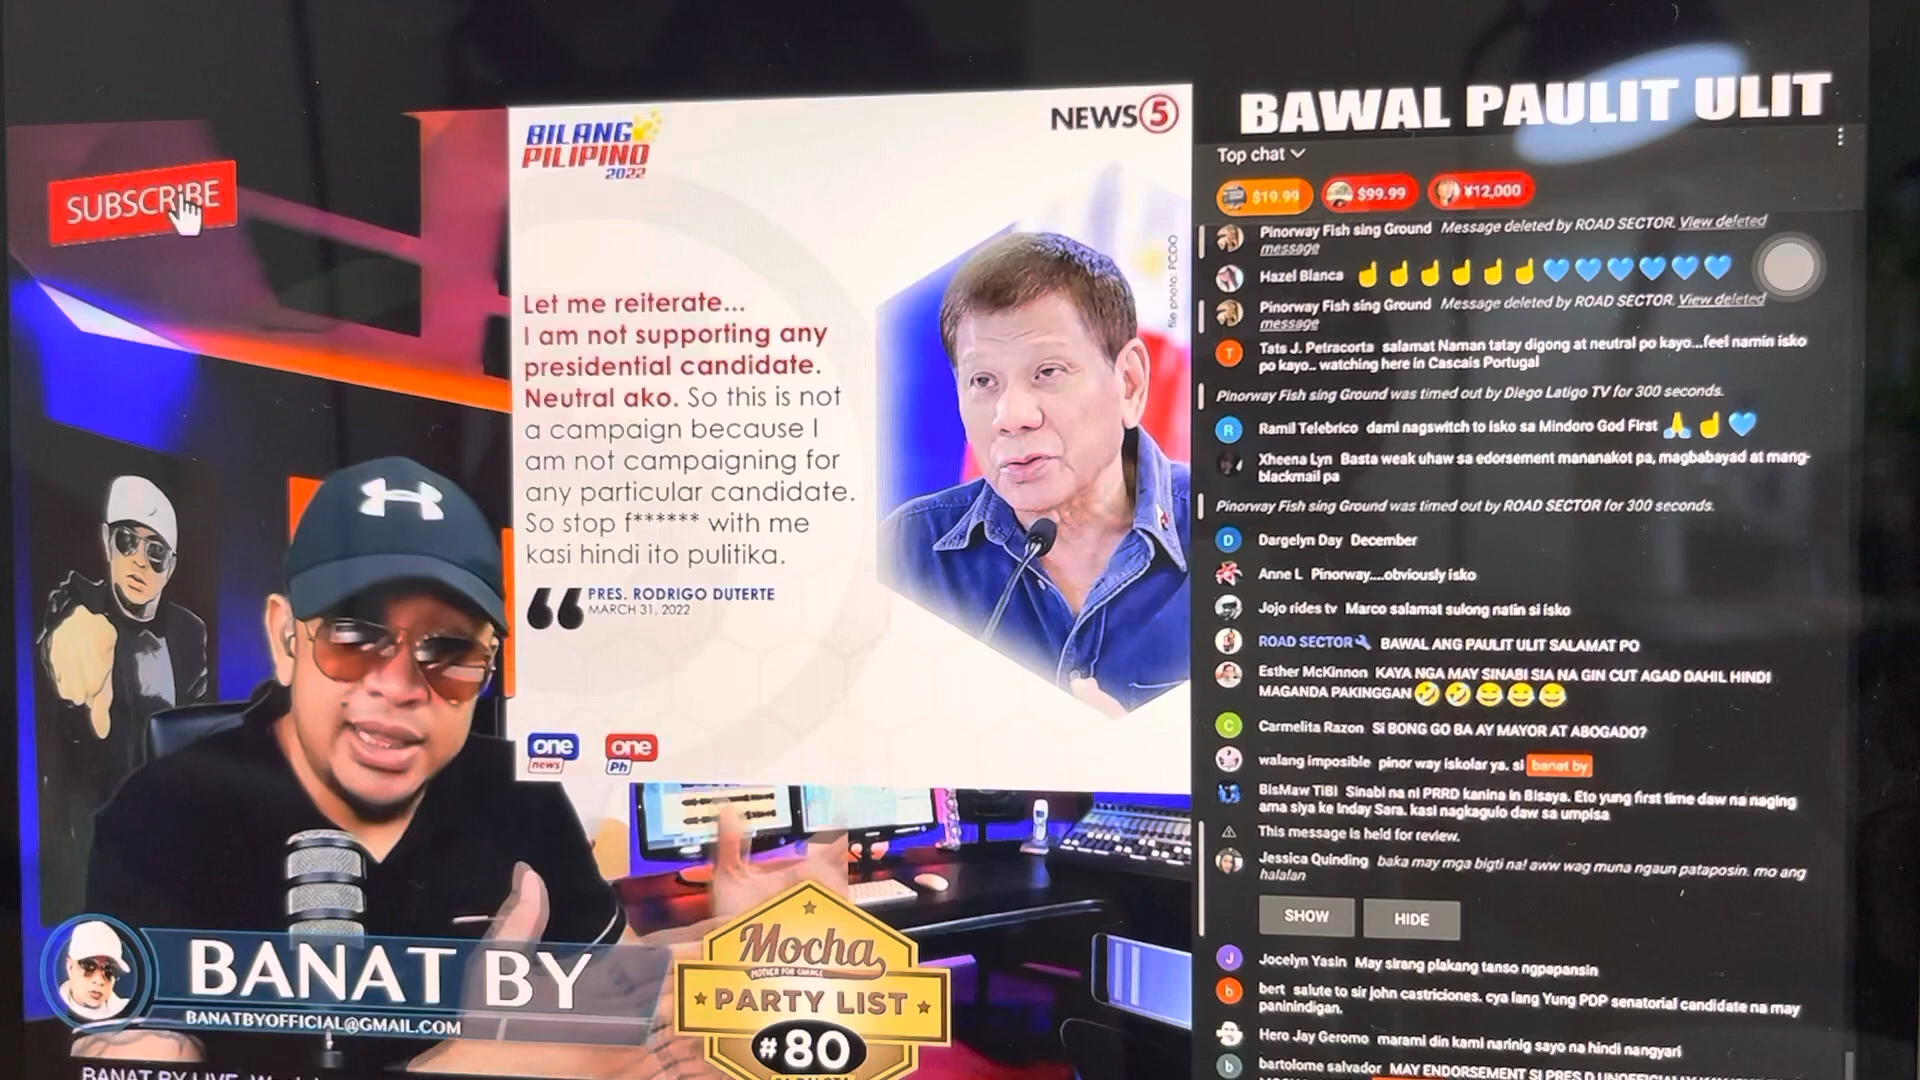 SUBSCRIBE
BILANG
PILIPINO
2022
NEWS 5
file photo: PCOO
Let me reiterate...
I am not supporting any
presidential candidate.
Neutral ako. So this is not
a campaign because I
am not campaigning for
any particular candidate.
So stop f****** with me
kasi hindi ito pulitika.
PRES. RODRIGO DUTERTE
MARCH 31, 2022
one
news
one
Ph
BANAT BY
BANATBYOFFICIAL@GMAIL.COM
Mocha
MOTHER FOR CHANGE
PARTY LIST
#80
BANAT BY LIVE
BAWAL PAULIT ULIT
Top chat
$19.99
$99.99
¥12,000
Pinorway Fish sing Ground Message deleted by ROAD SECTOR. View deleted
message
Hazel Blanca ☝☝☝☝☝☝💙💙💙💙💙💙
Pinorway Fish sing Ground Message deleted by ROAD SECTOR. View deleted
message
Tats J. Petracorta salamat Naman tatay digong at neutral po kayo...feel namin isko
po kayo.. watching here in Cascais Portugal
Pinorway Fish sing Ground was timed out by Diego Latigo TV for 300 seconds.
Ramil Telebrico dami nagswitch to Isko sa Mindoro God First 🙏☝💙
Xheena Lyn Basta weak uhaw sa edorsement mananakot pa, magbabayad at mang-
blackmail pa
Pinorway Fish sing Ground was timed out by ROAD SECTOR for 300 seconds.
Dargelyn Day December
Anne L Pinorway....obviously isko
Jojo rides tv Marco salamat sulong natin si isko
ROAD SECTOR🔧 BAWAL ANG PAULIT ULIT SALAMAT PO
Esther McKinnon KAYA NGA MAY SINABI SIA NA GIN CUT AGAD DAHIL HINDI
MAGANDA PAKINGGAN 🤣🤣😂😂😂
Carmelita Razon Si BONG GO BA AY MAYOR AT ABOGADO?
walang imposible pinor way iskolar ya. si banat by
BisMaw TiBI Sinabi na ni PRRD kanina in Bisaya. Eto yung first time daw na naging
ama siya ke Inday Sara. kasi nagkagulo daw sa umpisa
This message is held for review.
Jessica Quinding baka may mga bigti na! aww wag muna ngaun pataposin. mo ang
halalan
SHOW
HIDE
Jocelyn Yasin May sirang plakang tanso ngpapansin
bert salute to sir john castriciones. cya lang Yung PDP senatorial candidate na may
paninindigan.
Hero Jay Geromo marami din kami narinig sayo na hindi nangyari
bartolome salvador MAY ENDORSEMENT SI PRES D